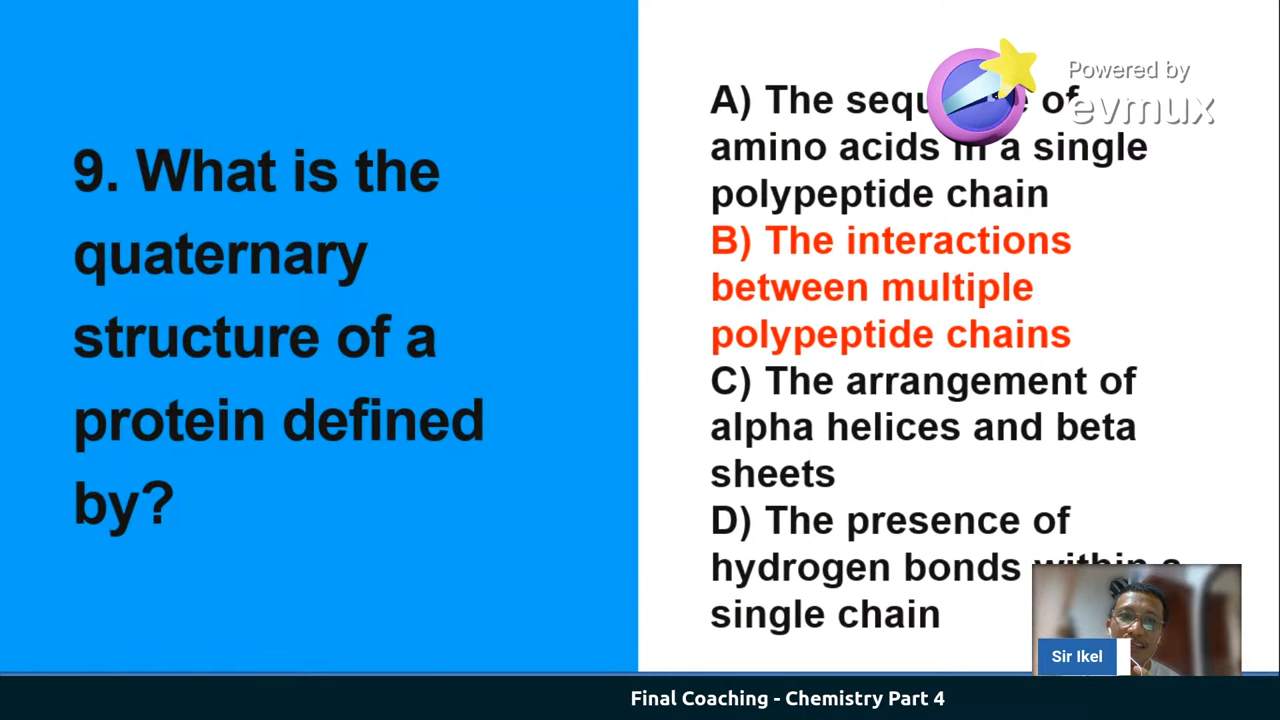 9. What is the
quaternary
structure of a
protein defined
by?
A) The of
amino acids in a single
polypeptide chain
B) The interactions
between multiple
polypeptide chains
C) The arrangement of
alpha helices and beta
sheets
D) The presence of
hydrogen bonds within a
single chain
Powered by
evmux
Sir Ikel
Final Coaching - Chemistry Part 4